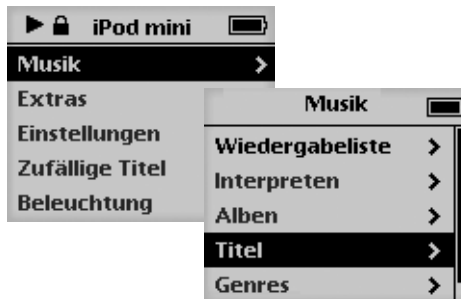 iPod mini
Musik
Extras
Einstellungen
Zufällige Titel
Beleuchtung
Musik
Wiedergabeliste
Interpreten
Alben
Titel
Genres